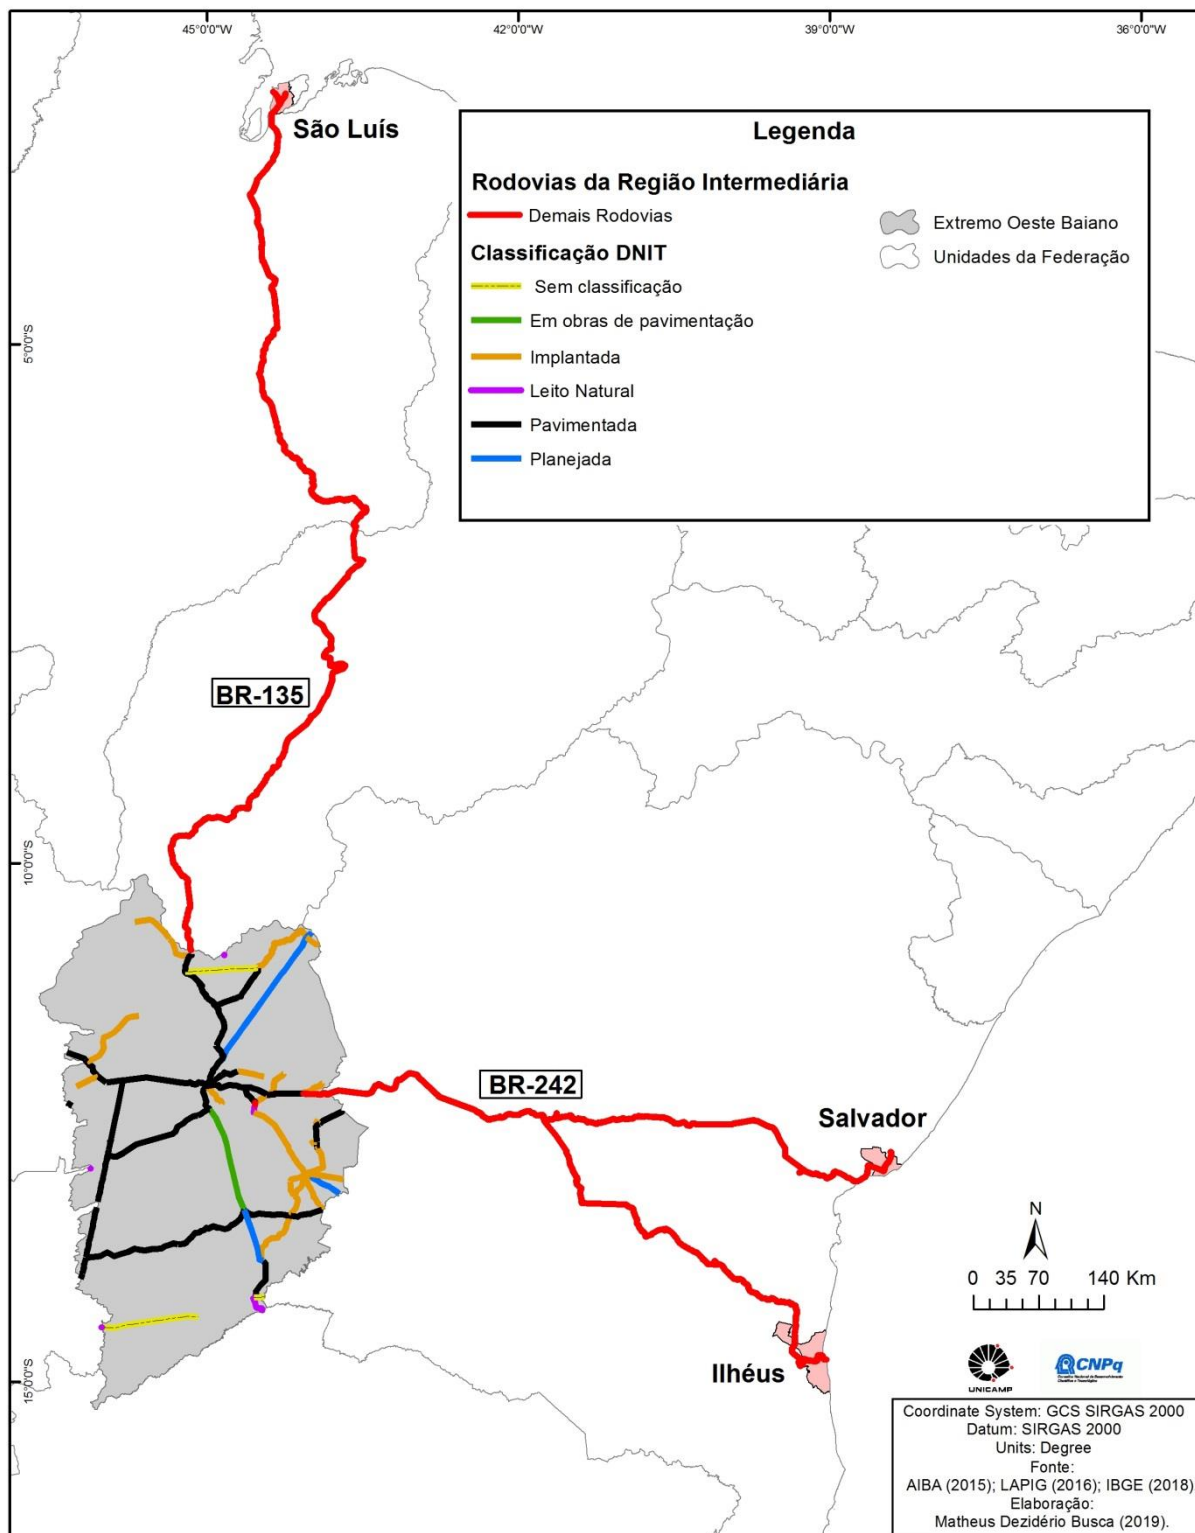 45°0'0"W
42°0'0"W
39°0'0"W
36°0'0"W
São Luís
Legenda
Rodovias da Região Intermediária
Demais Rodovias
Classificação DNIT
Sem classificação
Em obras de pavimentação
Implantada
Leito Natural
Pavimentada
Planejada
Extremo Oeste Baiano
Unidades da Federação
5°0'0"S
BR-135
10°0'0"S
BR-242
Salvador
N
0 35 70 140 Km
Ilhéus
15°0'0"S
UNICAMP
CNPq
Coordinate System: GCS SIRGAS 2000
Datum: SIRGAS 2000
Units: Degree
Fonte:
AIBA (2015); LAPIG (2016); IBGE (2018)
Elaboração:
Matheus Dezidério Busca (2019).